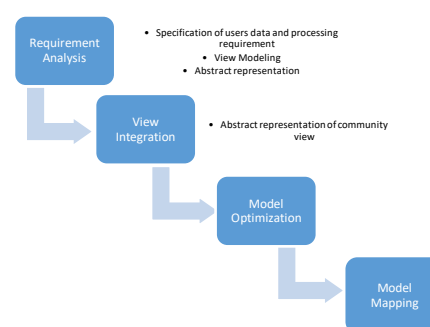 Requirement
Analysis
• Specification of users data and processing
requirement
• View Modeling
• Abstract representation
View
Integration
• Abstract representation of community
view
Model
Optimization
Model
Mapping